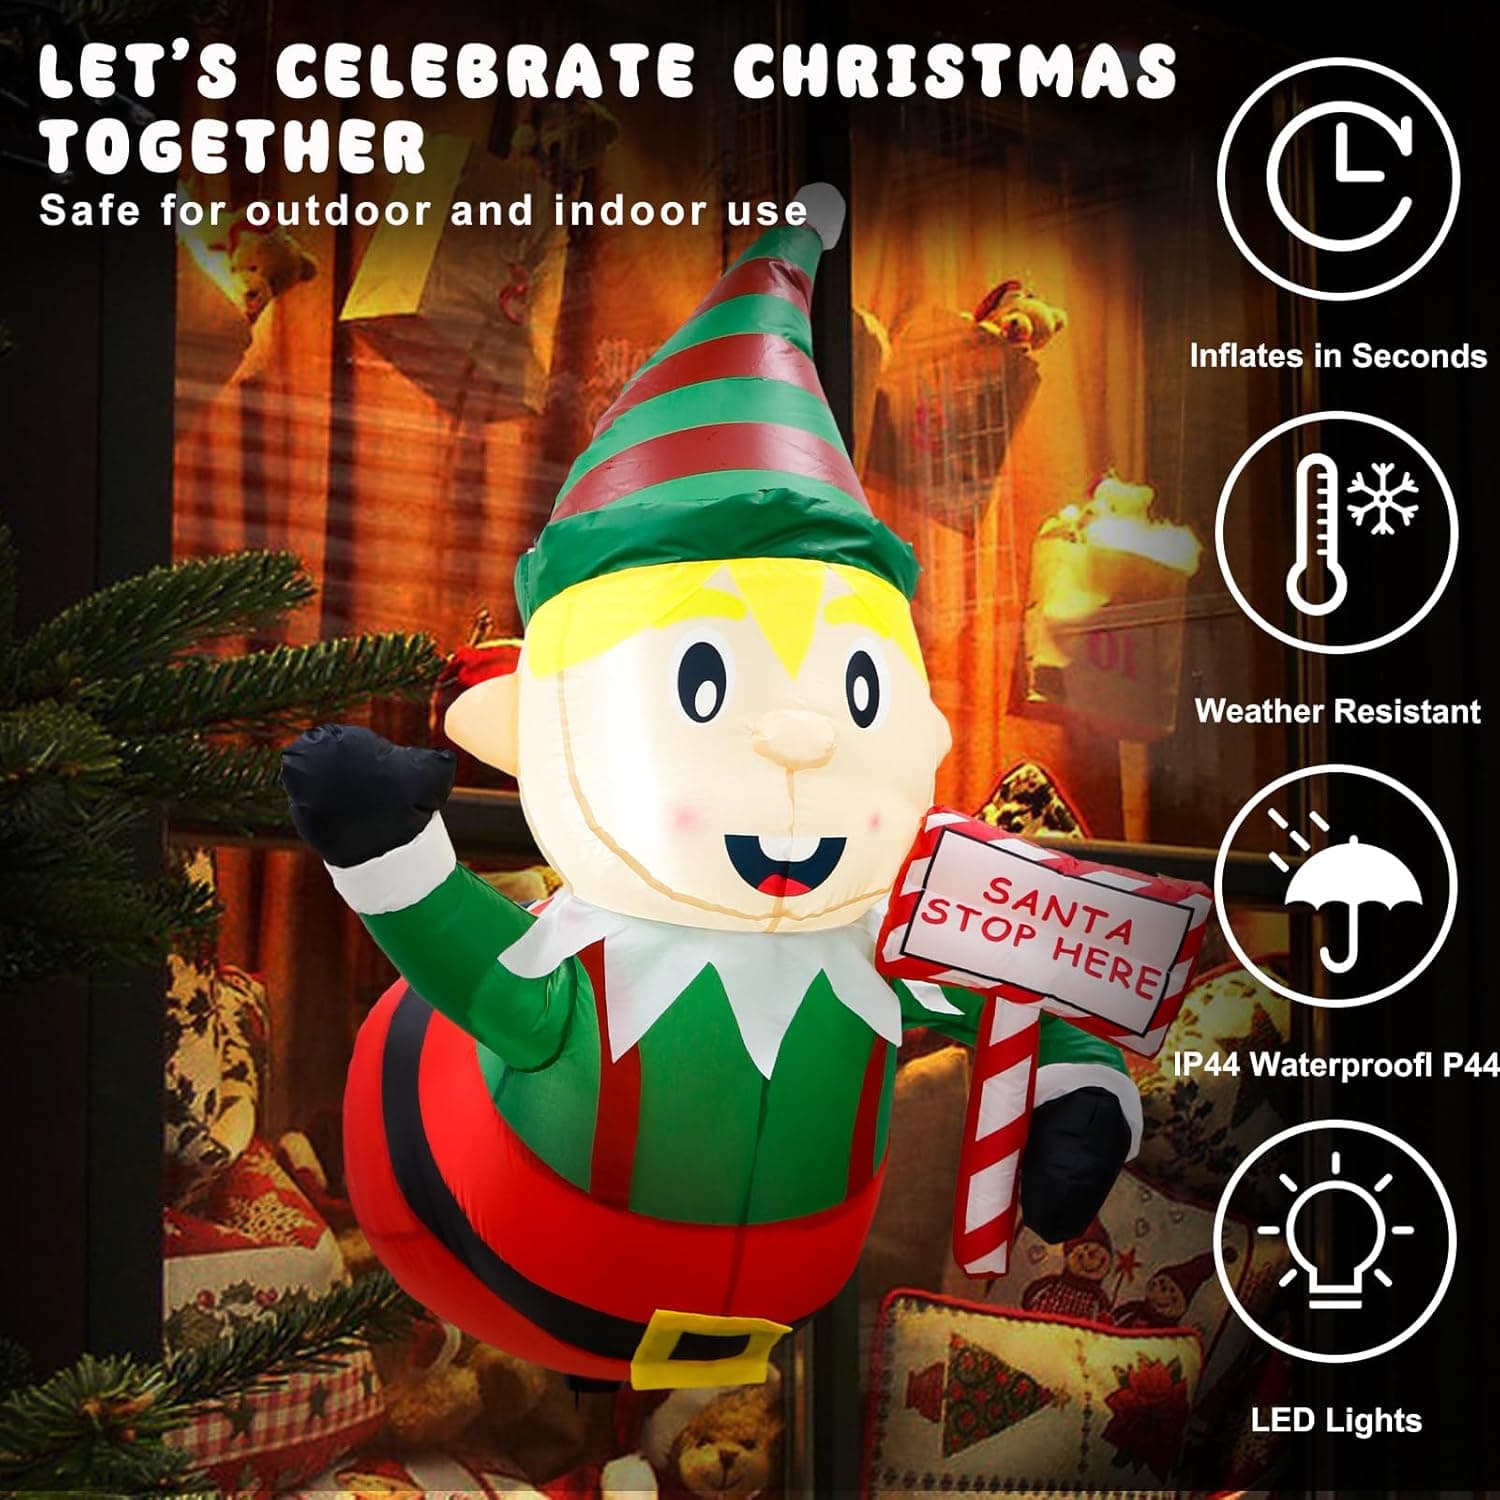 LET'S CELEBRATE CHRISTMAS
TOGETHER
Safe for outdoor and indoor use
Inflates in Seconds
Weather Resistant
SANTA
STOP HERE
IP44 Waterproofl P44
LED Lights